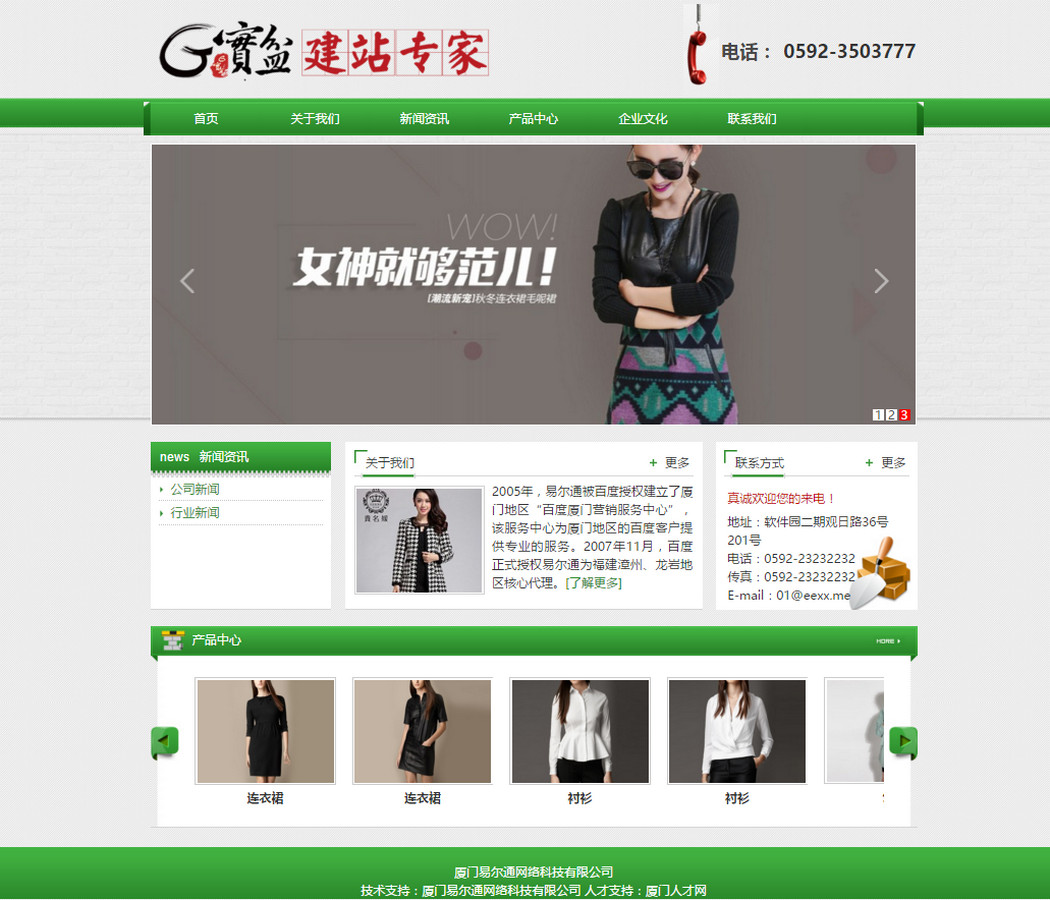 G寶盆 建站专家
电话： 0592-3503777
首页 关于我们 新闻资讯 产品中心 企业文化 联系我们
WOW!
女神就够范儿！
[潮流新宠]秋冬连衣裙毛呢裙
1 2 3
news 新闻资讯
公司新闻
行业新闻
关于我们 + 更多
貴名媛
2005年，易尔通被百度授权建立了厦
门地区“百度厦门营销服务中心”，
该服务中心为厦门地区的百度客户提
供专业的服务。2007年11月，百度
正式授权易尔通为福建漳州、龙岩地
区核心代理。[了解更多]
联系方式 + 更多
真诚欢迎您的来电！
地址：软件园二期观日路36号
201号
电话：0592-23232232
传真：0592-23232232
E-mail：01@eexx.me
产品中心 HOME
连衣裙 连衣裙 衬衫 衬衫
厦门易尔通网络科技有限公司
技术支持：厦门易尔通网络科技有限公司 人才支持：厦门人才网